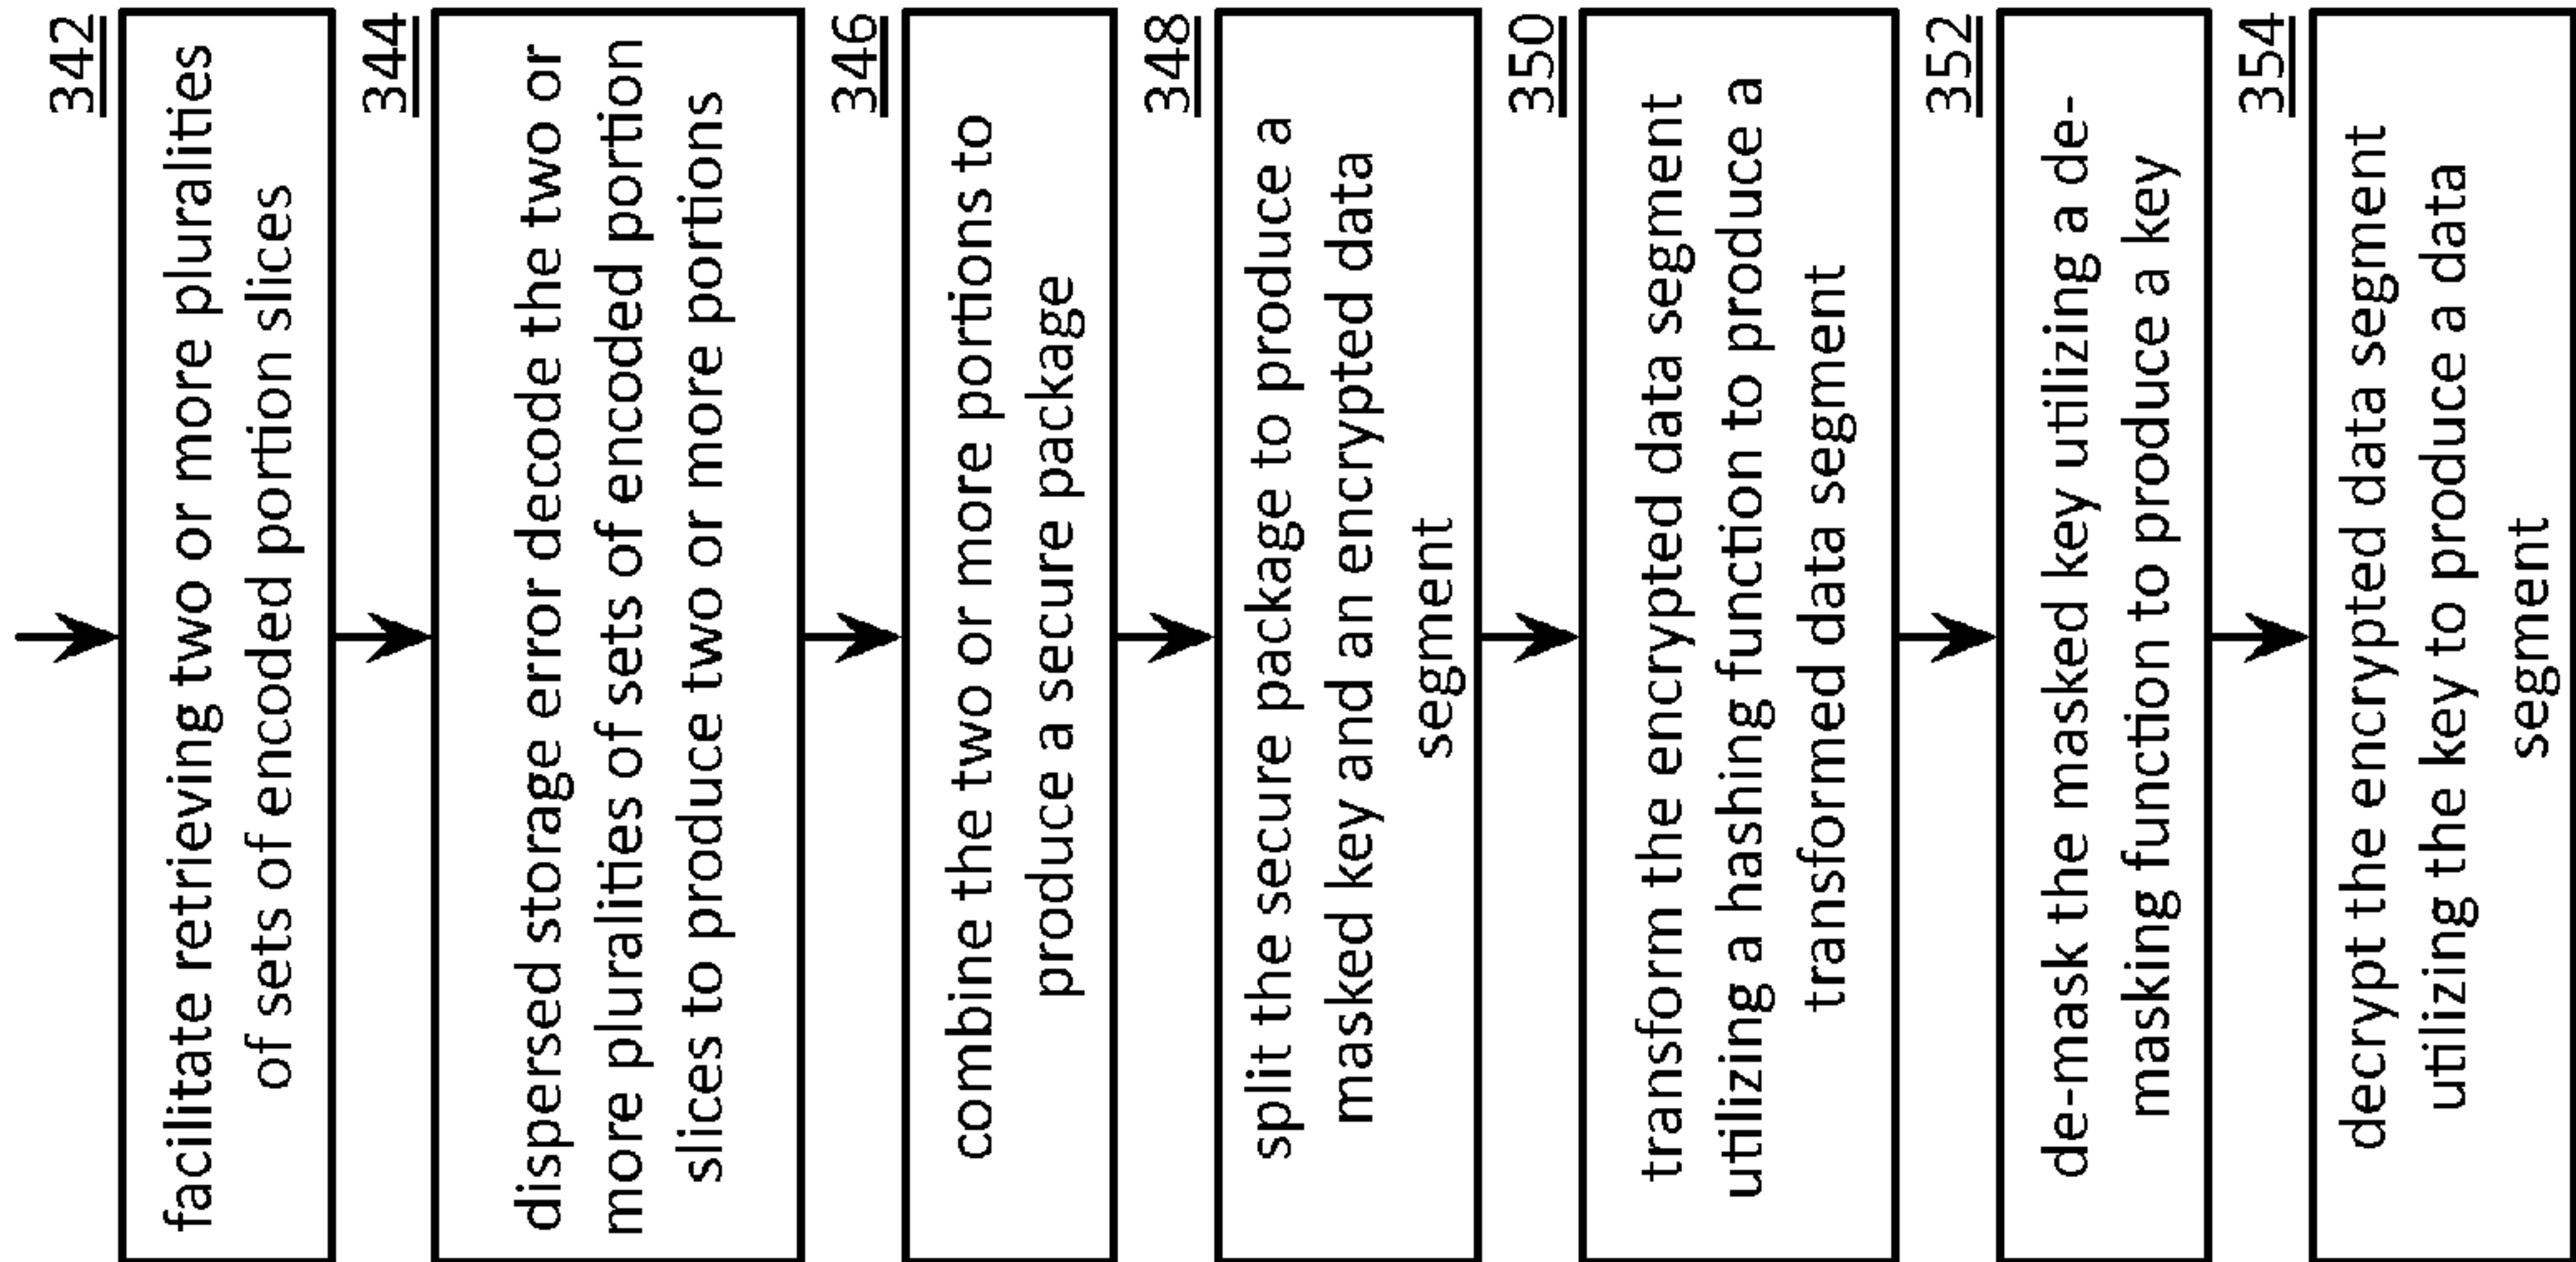 342
facilitate retrieving two or more pluralities
of sets of encoded portion slices
344
dispersed storage error decode the two or
more pluralities of sets of encoded portion
slices to produce two or more portions
346
combine the two or more portions to
produce a secure package
348
split the secure package to produce a
masked key and an encrypted data
segment
350
transform the encrypted data segment
utilizing a hashing function to produce a
transformed data segment
352
de-mask the masked key utilizing a de-
masking function to produce a key
354
decrypt the encrypted data segment
utilizing the key to produce a data
segment